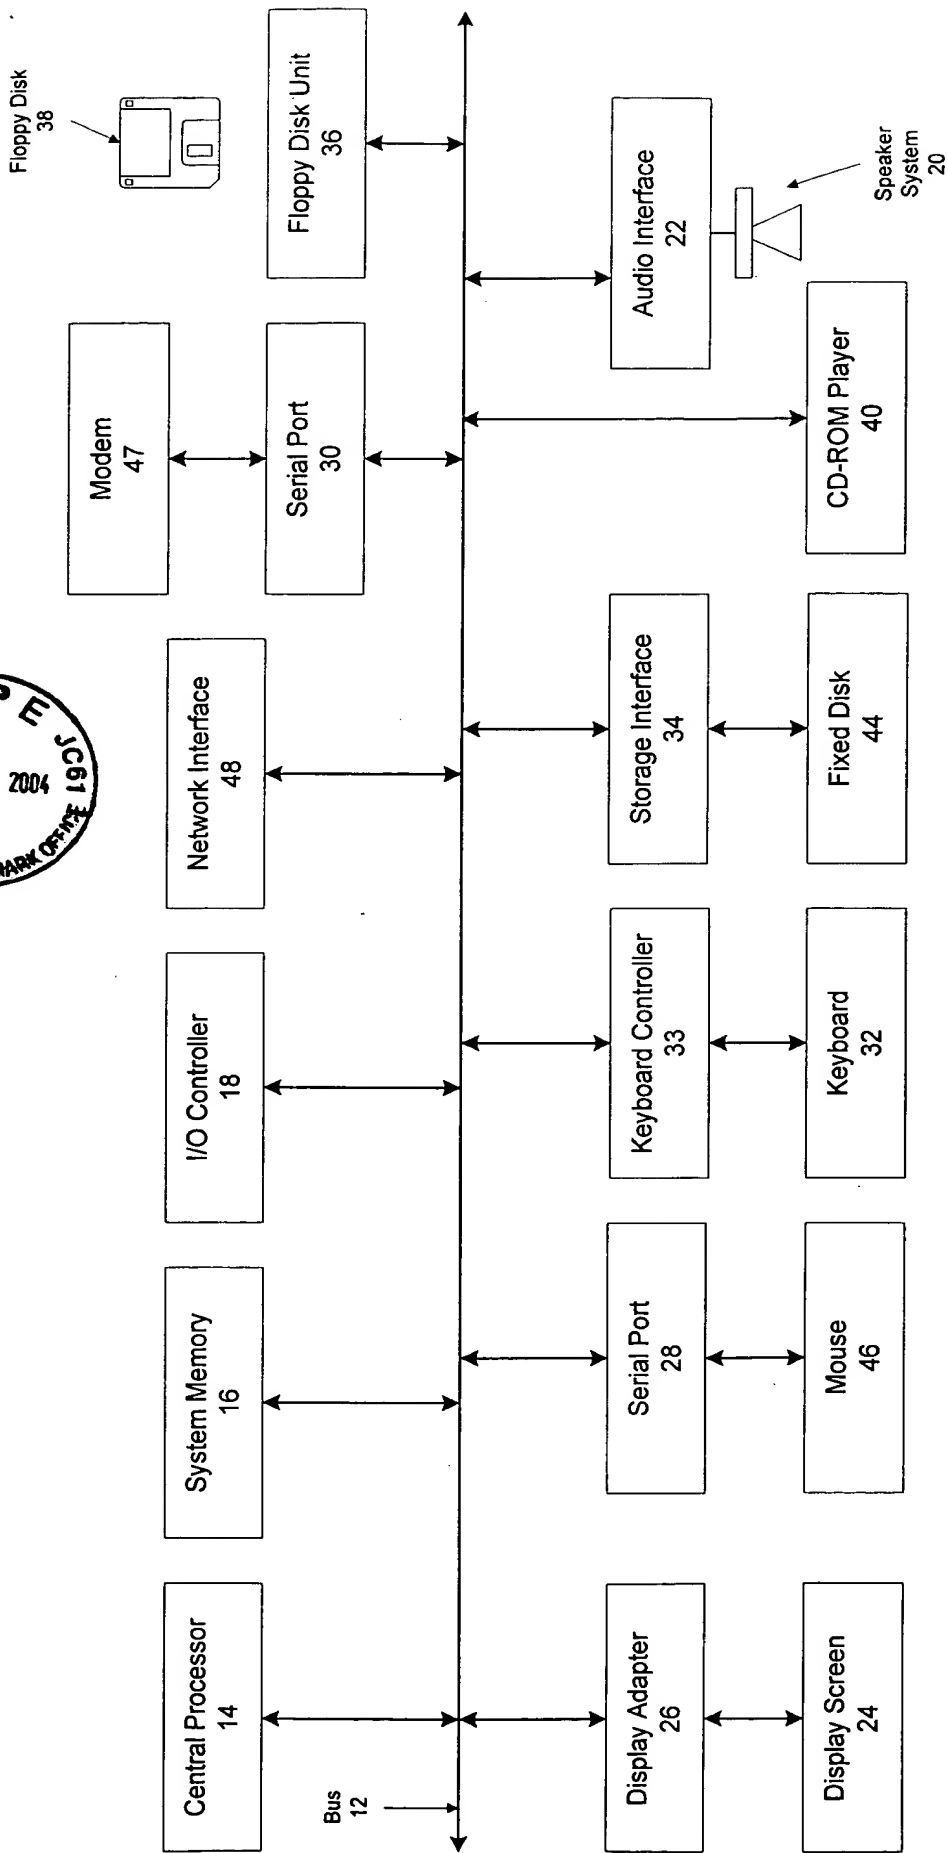 Central Processor
14
System Memory
16
I/O Controller
18
Network Interface
48
Modem
47
Serial Port
30
Floppy Disk
38
Floppy Disk Unit
36
Bus
12
Display Adapter
26
Display Screen
24
Serial Port
28
Mouse
46
Keyboard Controller
33
Keyboard
32
Storage Interface
34
Fixed Disk
44
CD-ROM Player
40
Audio Interface
22
Speaker
System
20
P E JC61
2004
MARK OFFICE